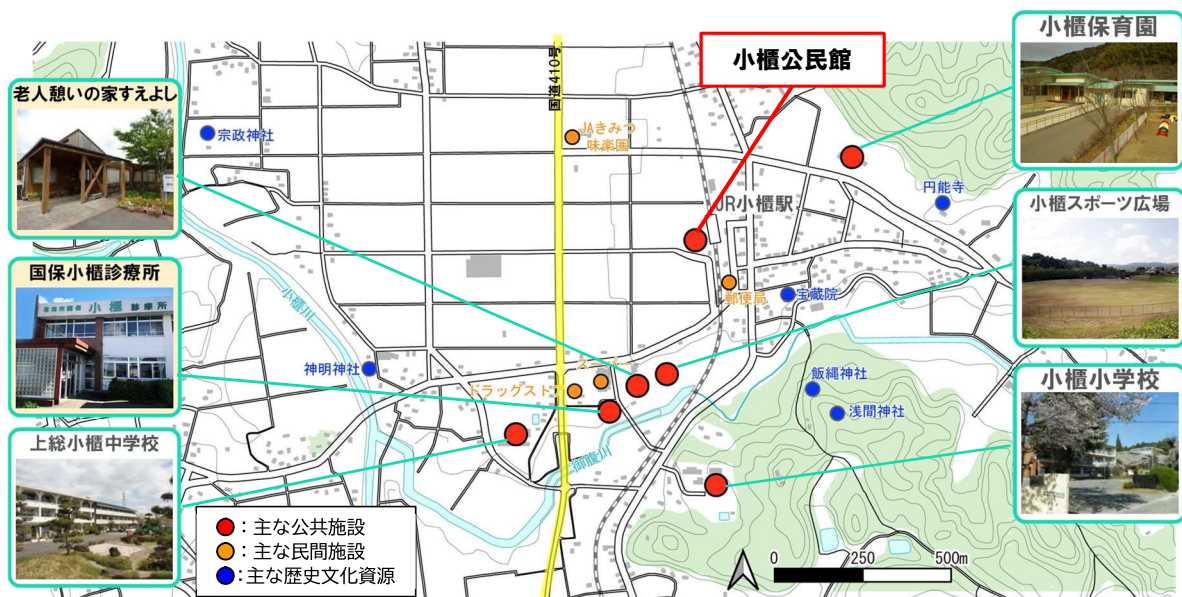 小櫃公民館
小櫃保育園
老人憩いの家すえよし
国道410号
宗政神社
JAきみつ
味楽囲
円能寺
JR小櫃駅
小櫃スポーツ広場
国保小櫃診療所
小櫃診療所
小櫃川
郵便局
宝蔵院
神明神社
スーパー
ドラッグストア
飯縄神社
浅間神社
小櫃小学校
上総小櫃中学校
御腹川
:主な公共施設
:主な民間施設
:主な歴史文化資源
0 250 500m